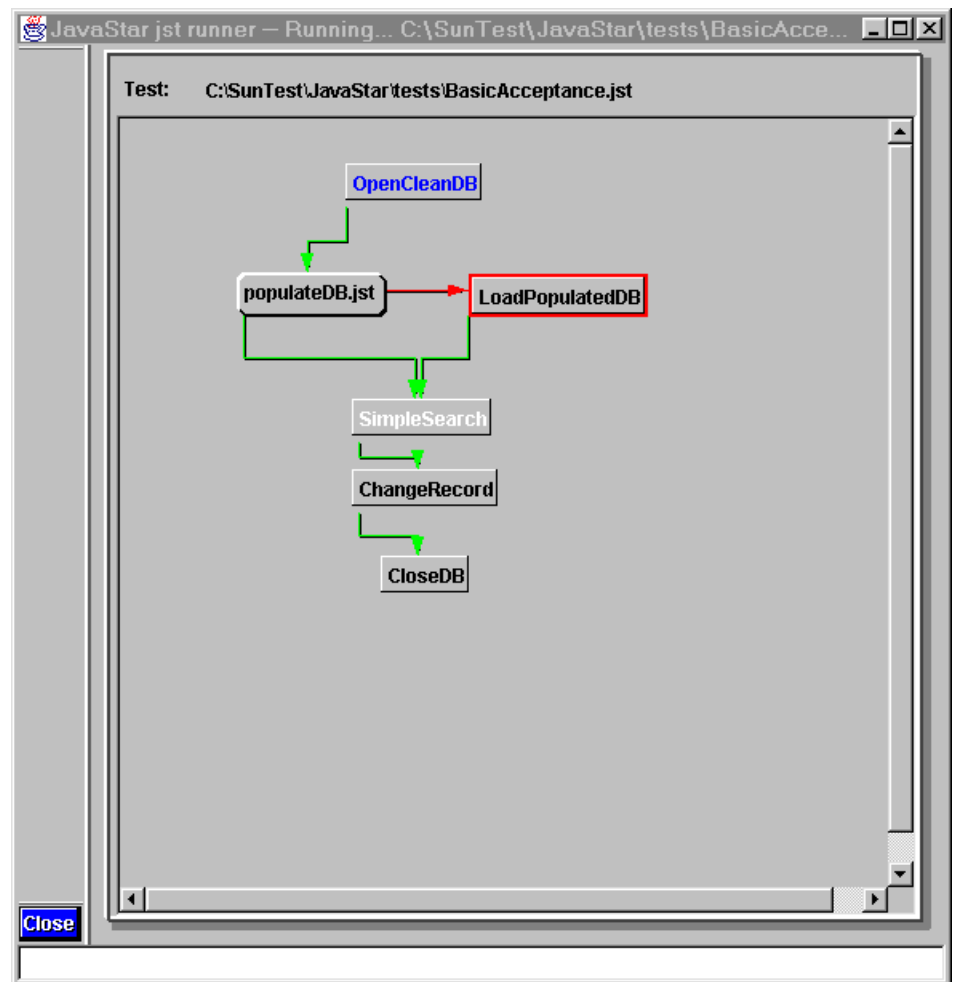 JavaStar jst runner — Running... C:\SunTest\JavaStar\tests\BasicAcce...
Test: C:\SunTest\JavaStar\tests\BasicAcceptance.jst
OpenCleanDB
populateDB.jst
LoadPopulatedDB
SimpleSearch
ChangeRecord
CloseDB
Close